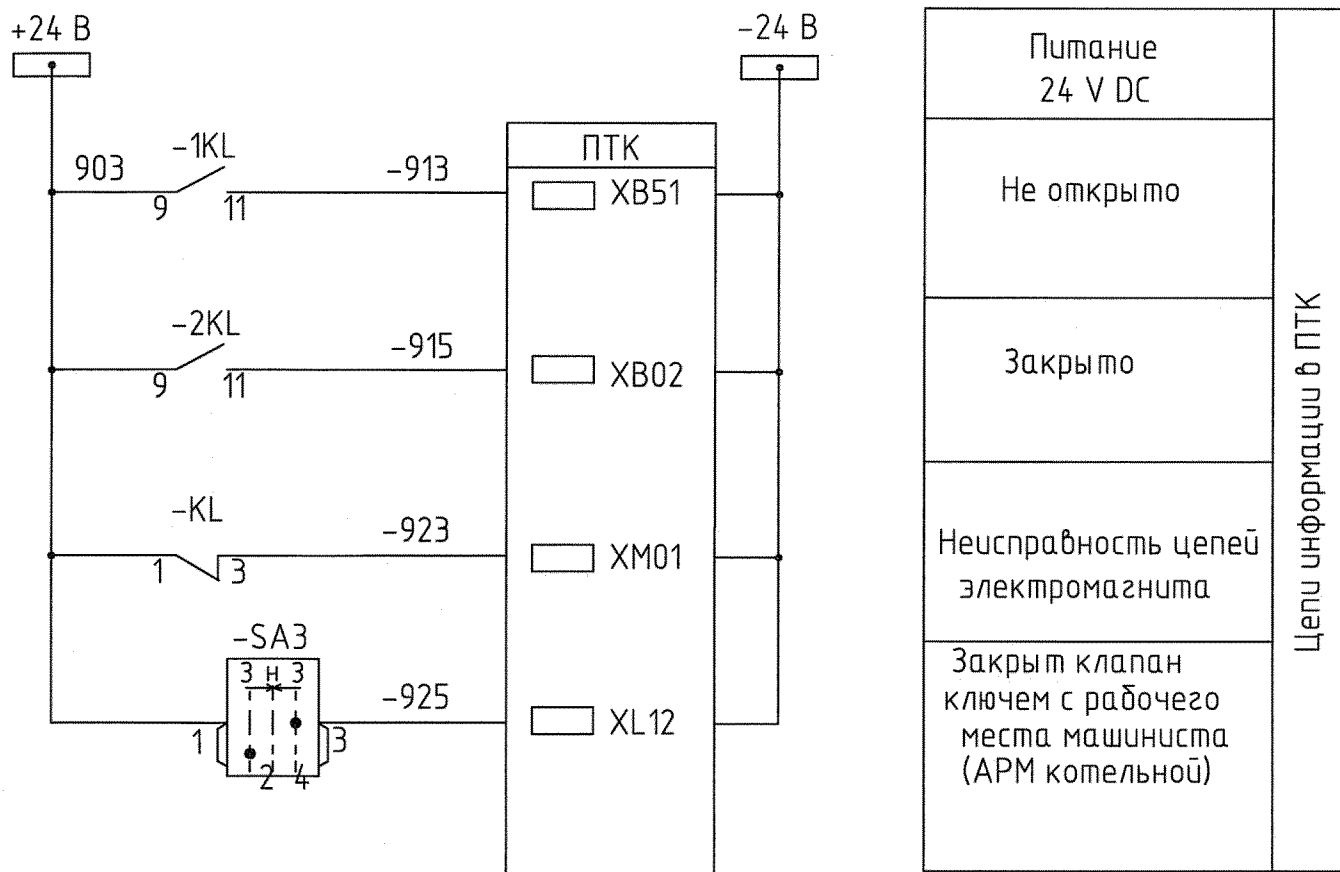 +24 В
-24 В
903
-1KL
-913
9
11
-2KL
-915
9
11
-KL
-923
1
3
-SA3
3 Н 3
-925
1
3
2
4
ПТК
XB51
XB02
XM01
XL12
Питание
24 V DC
Не открыто
Закрыто
Неисправность цепей
электромагнита
Закрыт клапан
ключем с рабочего
места машиниста
(АРМ котельной)
Цепи информации в ПТК